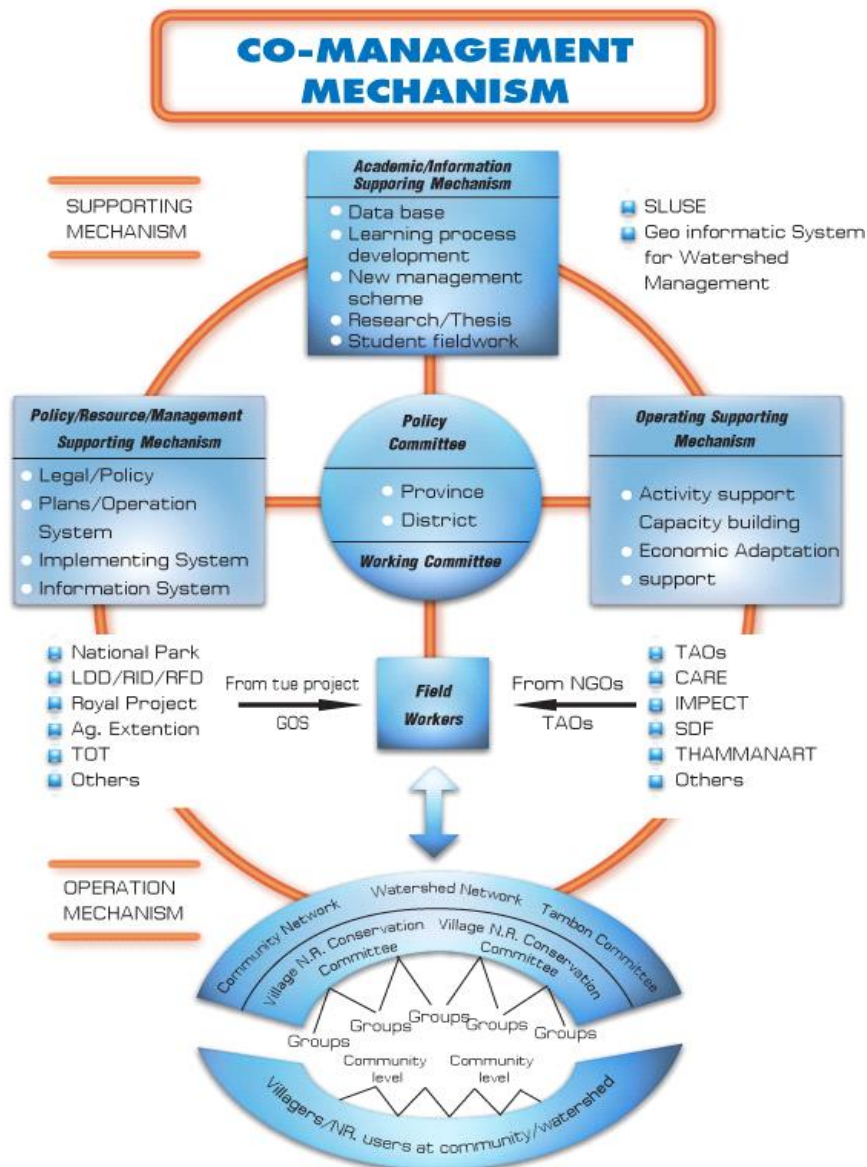 CO-MANAGEMENT
MECHANISM
SUPPORTING
MECHANISM
Academic/Information
Supporing Mechanism
Data base
Learning process
development
New management
scheme
Research/Thesis
Student fieldwork
SLUSE
Geo informatic System
for Watershed
Management
Policy/Resource/Management
Supporting Mechanism
Legal/Policy
Plans/Operation
System
Implementing System
Information System
Policy
Committee
Province
District
Working Committee
Operating Supporting
Mechanism
Activity support
Capacity building
Economic Adaptation
support
National Park
LDD/RID/RFD
Royal Project
Ag. Extention
TOT
Others
From tue project
GOS
Field
Workers
From NGOs
TAOs
TAOs
CARE
IMPECT
SDF
THAMMANART
Others
OPERATION
MECHANISM
Community Network
Watershed Network
Tambon Committee
Village N.R. Conservation
Committee
Village N.R. Conservation
Committee
Groups
Groups
Groups
Groups
Groups
Community
level
Community
level
Villagers/NR. users at community/watershed